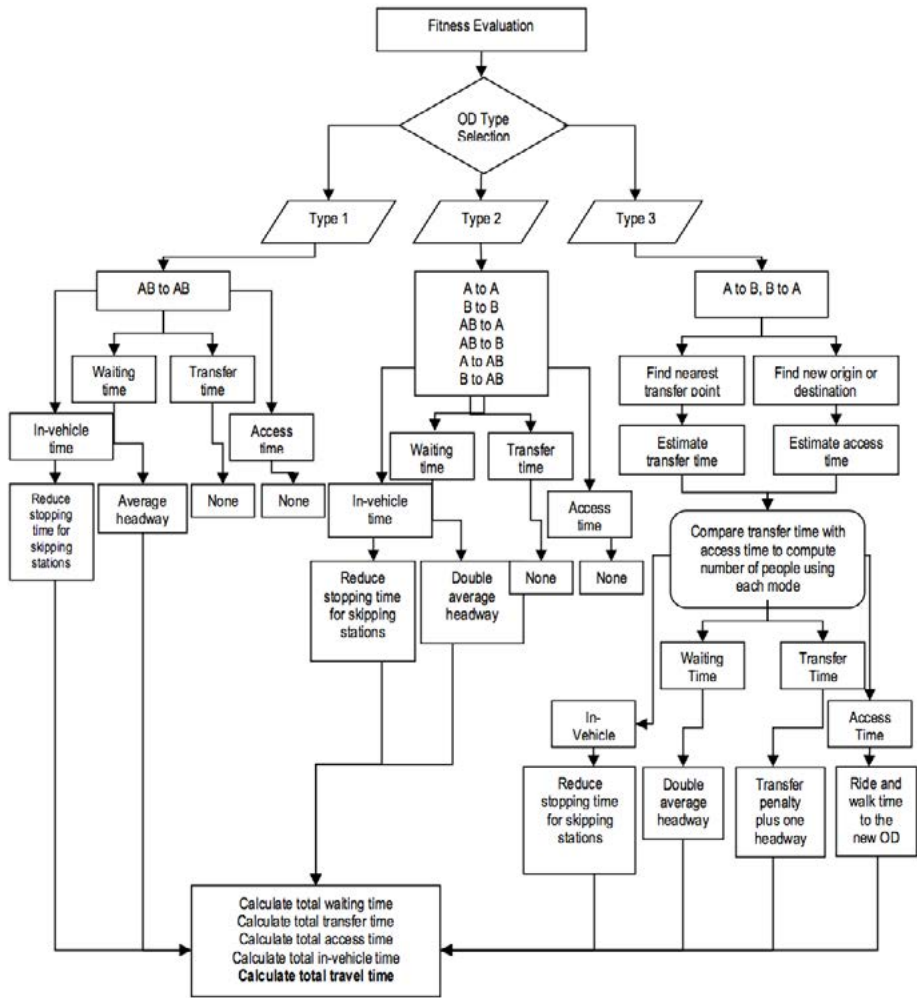 Fitness Evaluation
OD Type
Selection
Type 1
Type 2
Type 3
AB to AB
A to A
B to B
AB to A
AB to B
A to AB
B to AB
A to B, B to A
Waiting
time
Transfer
time
In-vehicle
time
Access
time
Reduce
stopping
time for
skipping
stations
Average
headway
None
None
Waiting
time
Transfer
time
In-vehicle
time
Access
time
Reduce
stopping time
for skipping
stations
Double
average
headway
None
None
Find nearest
transfer point
Find new origin or
destination
Estimate
transfer time
Estimate access
time
Compare transfer time with
access time to compute
number of people using
each mode
Waiting
Time
Transfer
Time
In-
Vehicle
Access
Time
Reduce
stopping time
for skipping
stations
Double
average
headway
Transfer
penalty
plus one
headway
Ride and
walk time
to the
new OD
Calculate total waiting time
Calculate total transfer time
Calculate total access time
Calculate total in-vehicle time
Calculate total travel time